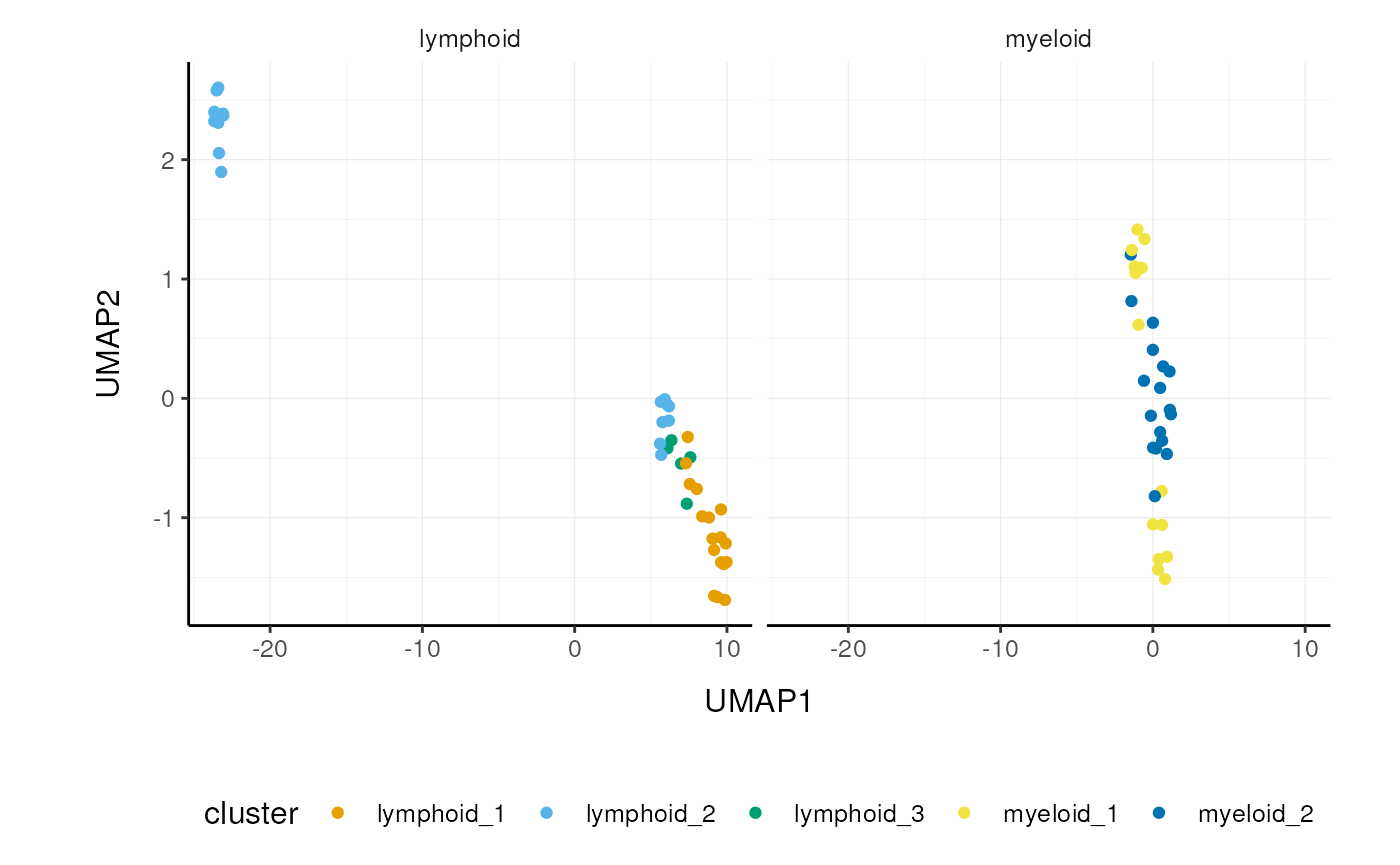 lymphoid myeloid
UMAP2
2
1
0
-1
-20 -10 0 10 -20 -10 0 10
UMAP1
cluster lymphoid_1 lymphoid_2 lymphoid_3 myeloid_1 myeloid_2